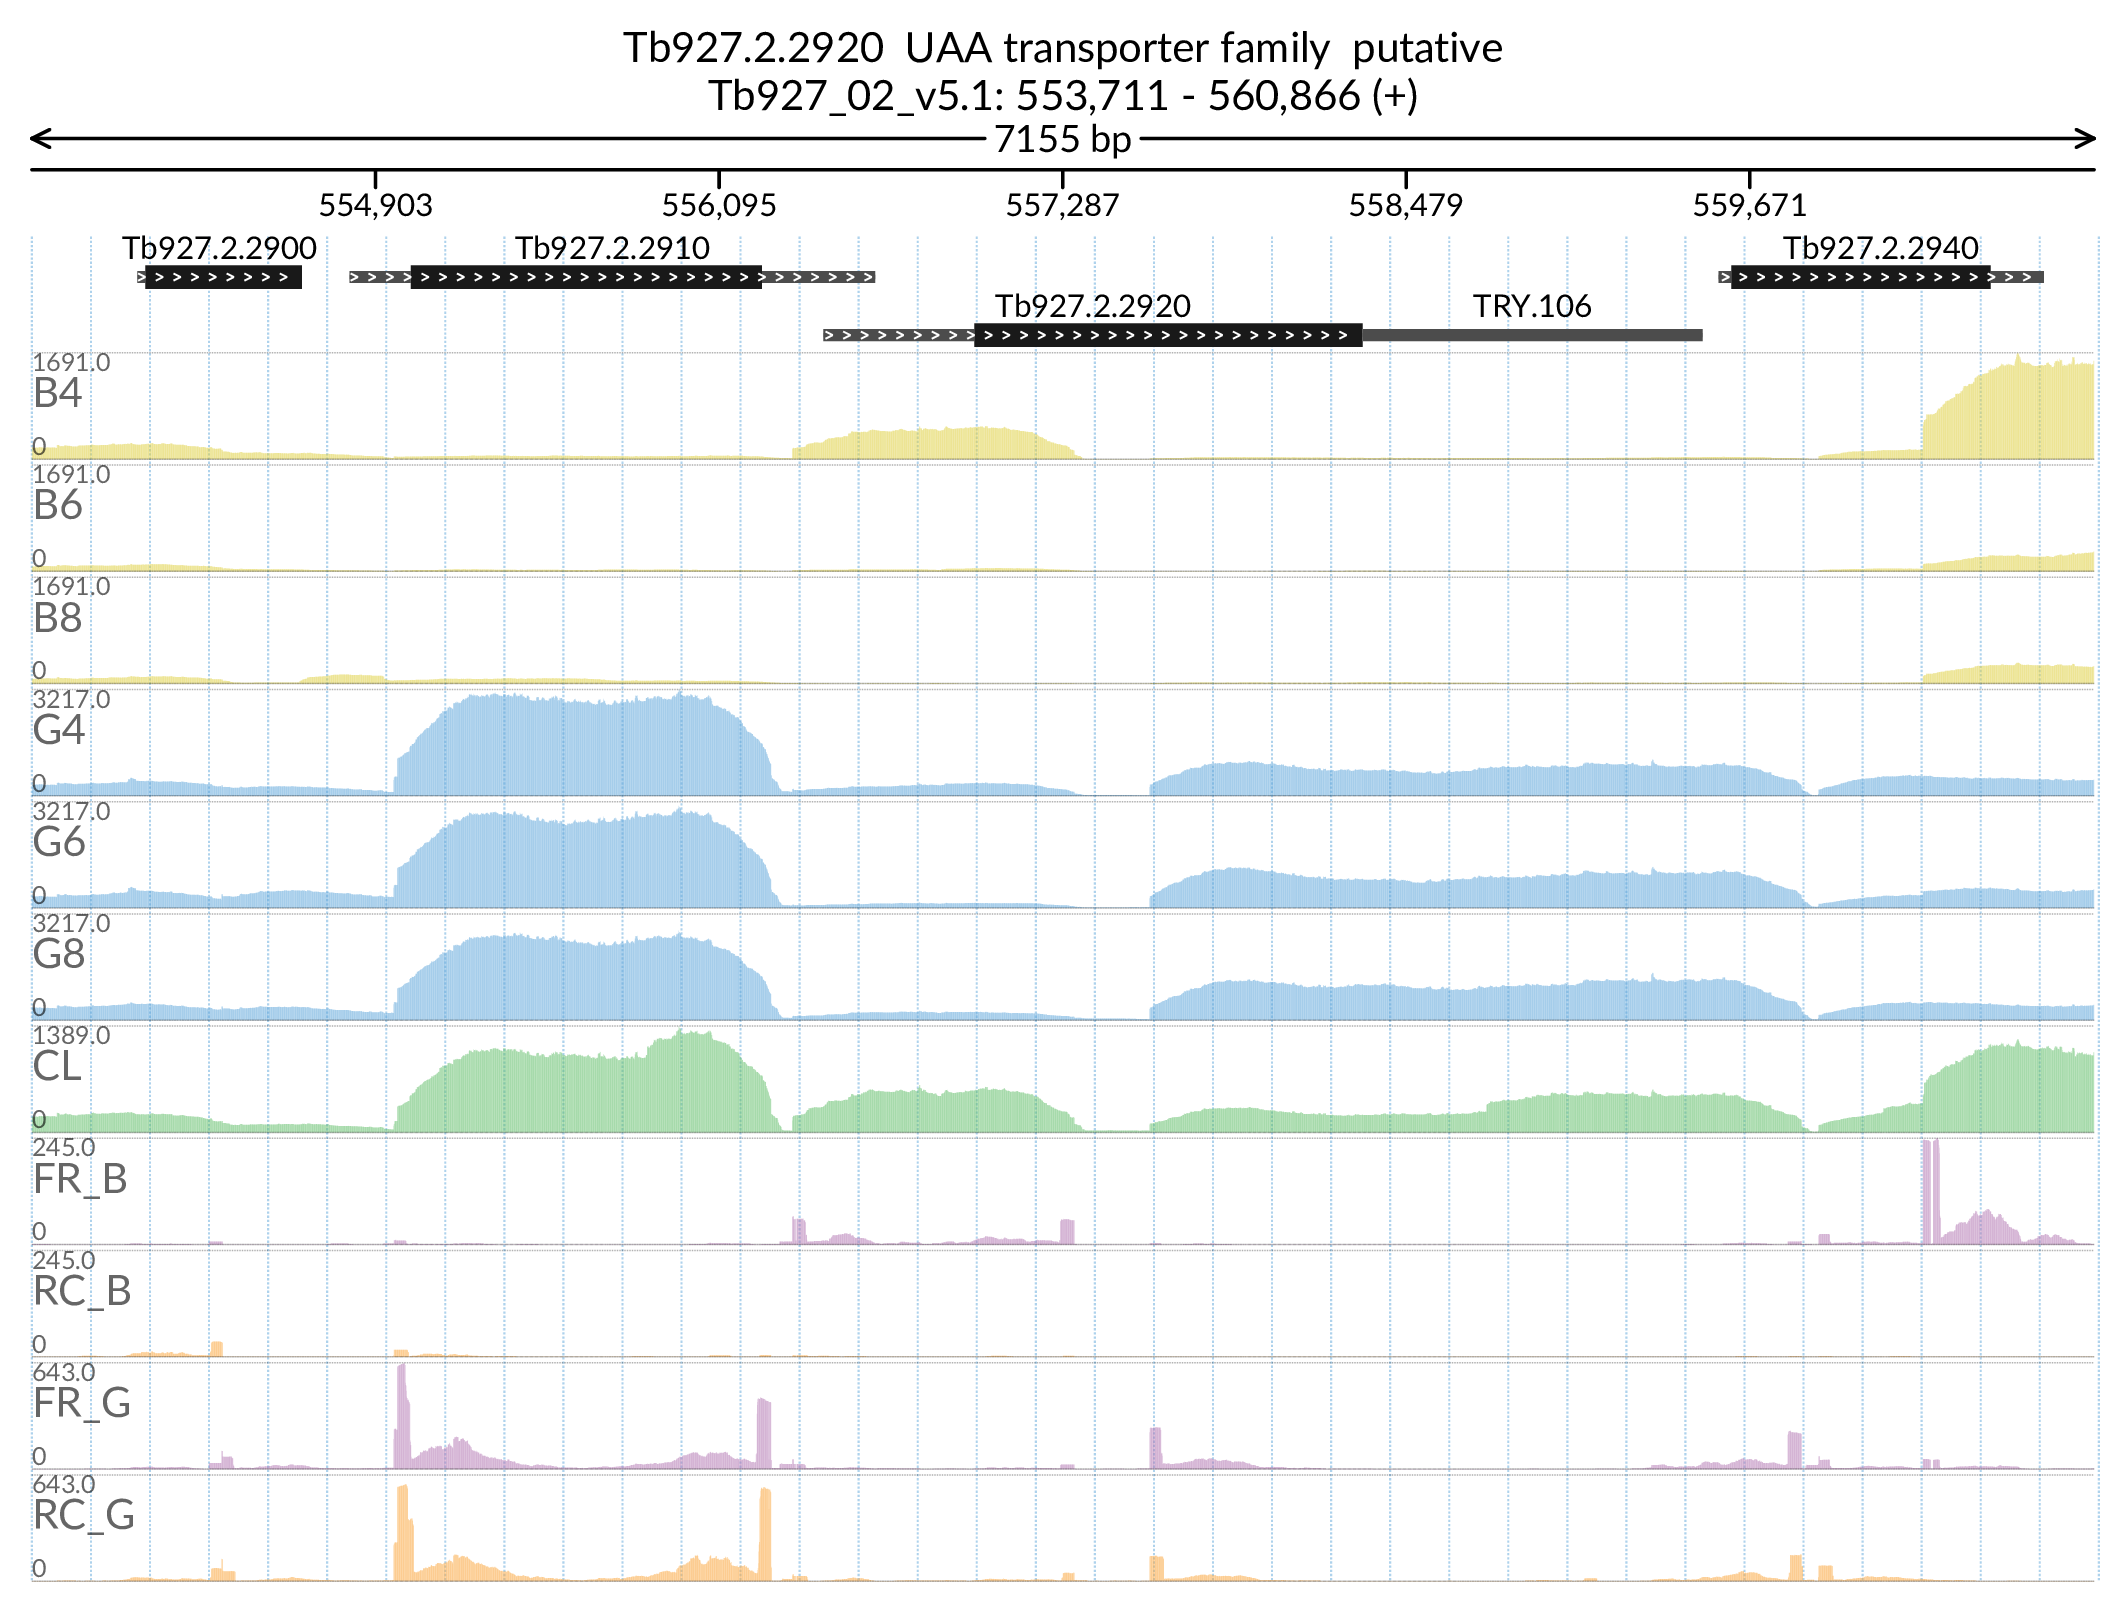 Tb927.2.2920  UAA transporter family  putative
Tb927_02_v5.1: 553,711 - 560,866 (+)
7155 bp
554,903 556,095 557,287 558,479 559,671
Tb927.2.2900 Tb927.2.2910 Tb927.2.2940
Tb927.2.2920 TRY.106
1691.0
B4
0
1691.0
B6
0
1691.0
B8
0
3217.0
G4
0
3217.0
G6
0
3217.0
G8
0
1389.0
CL
0
245.0
FR_B
0
245.0
RC_B
0
643.0
FR_G
0
643.0
RC_G
0